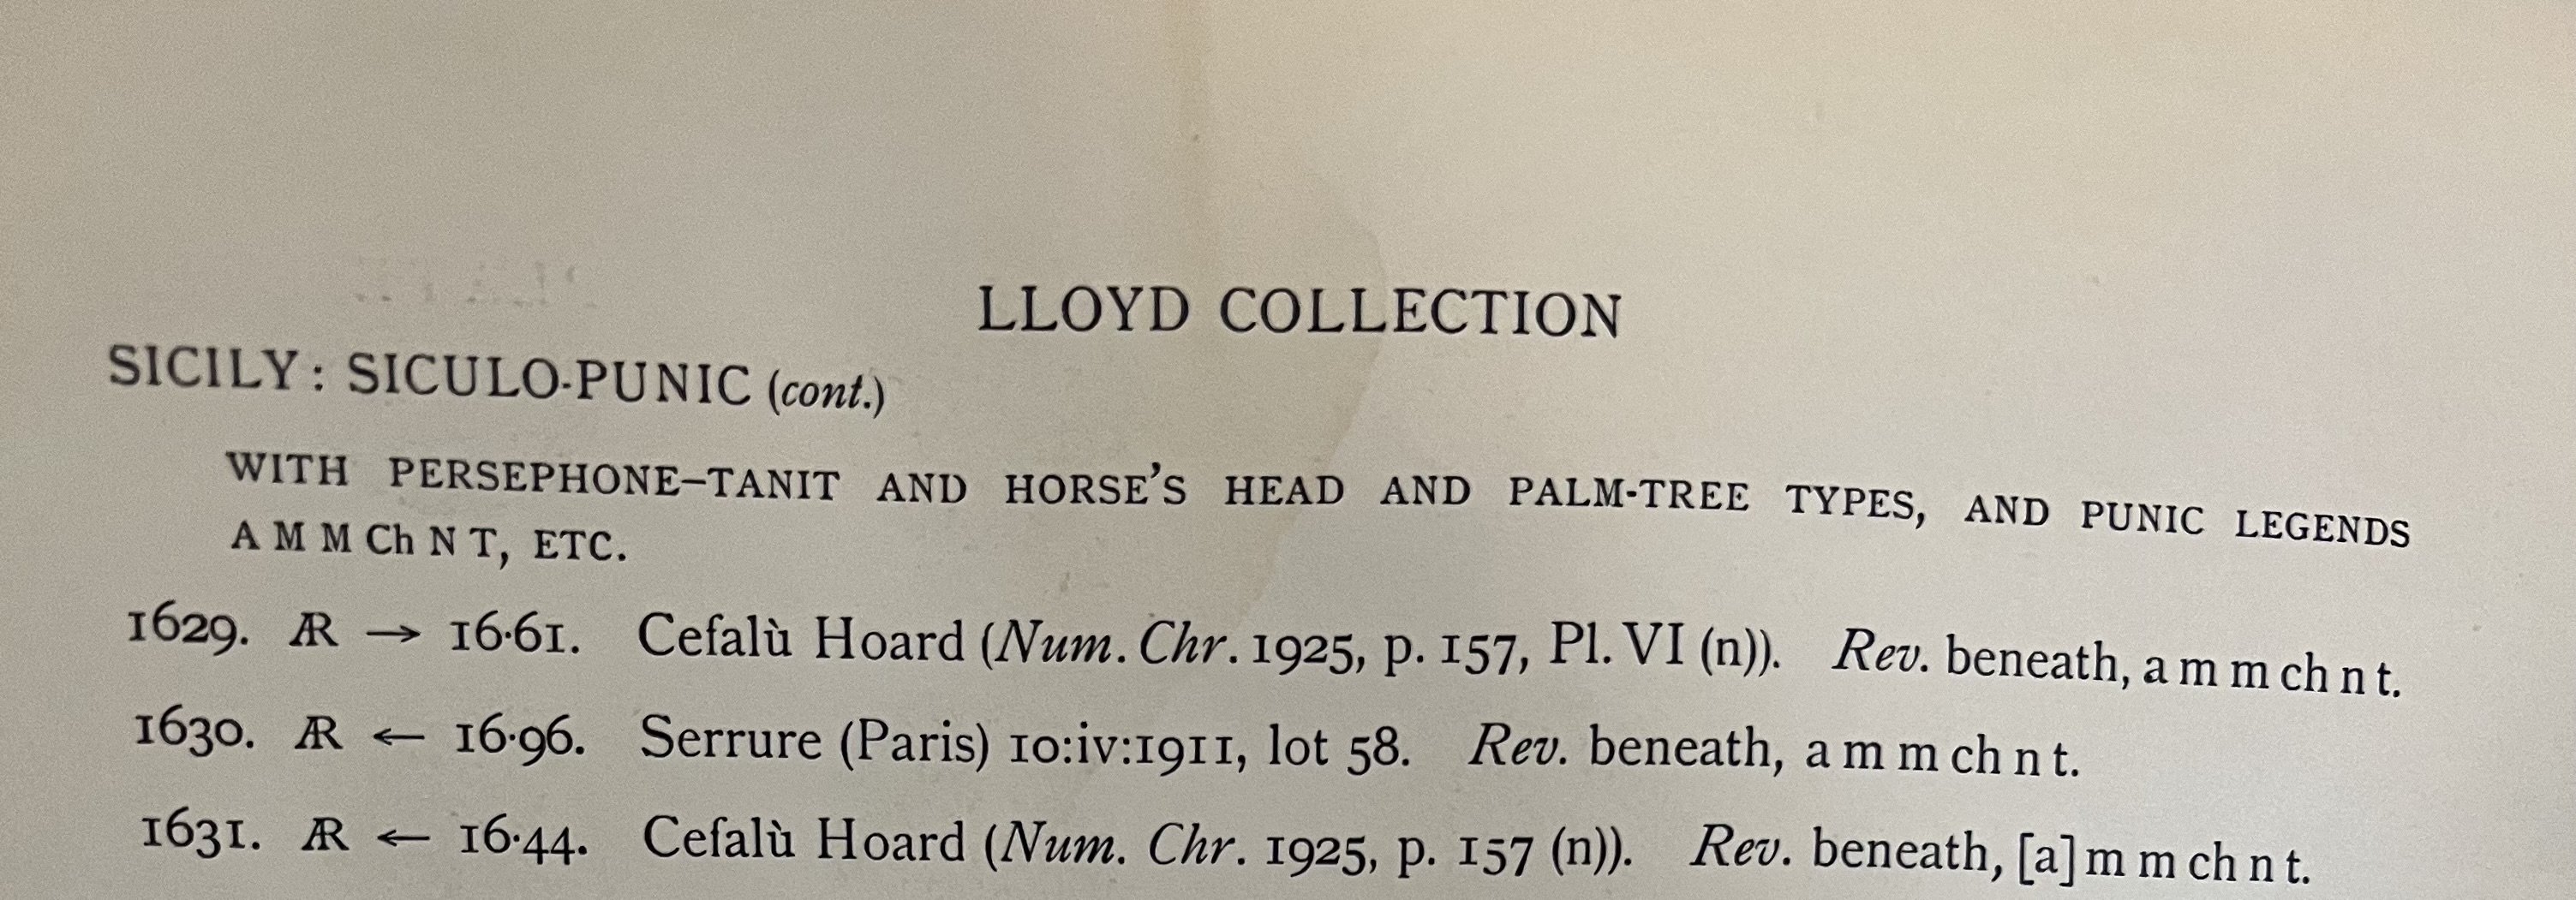 LLOYD COLLECTION
SICILY: SICULO-PUNIC (cont.)
WITH PERSEPHONE–TANIT AND HORSE'S HEAD AND PALM-TREE TYPES, AND PUNIC LEGENDS
A M M Ch N T, ETC.
1629. Æ → 16·61. Cefalù Hoard (Num. Chr. 1925, p. 157, Pl. VI (n)). Rev. beneath, a m m ch n t.
1630. Æ ← 16·96. Serrure (Paris) 10:iv:1911, lot 58. Rev. beneath, a m m ch n t.
1631. Æ ← 16·44. Cefalù Hoard (Num. Chr. 1925, p. 157 (n)). Rev. beneath, [a] m m ch n t.